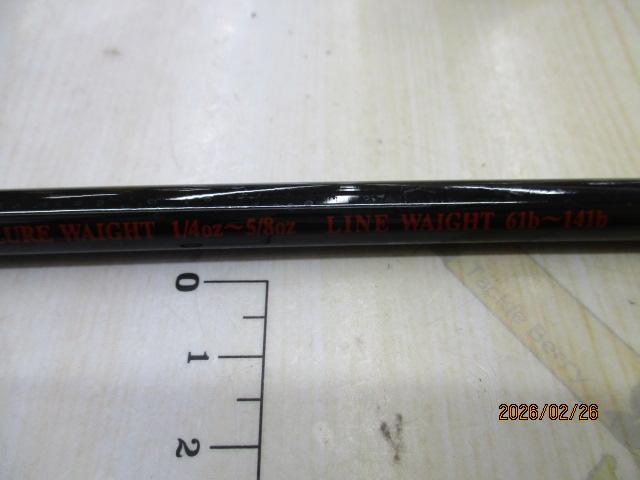 LURE WAIGHT 1/4oz~5/8oz LINE WAIGHT 6lb~14lb
0
1
2
Tackle Berry
2026/02/26